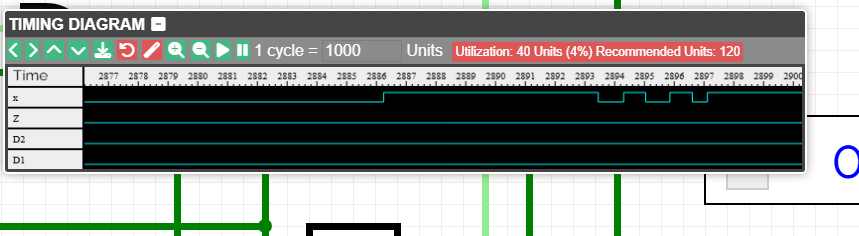 TIMING DIAGRAM
1 cycle = 1000 Units Utilization: 40 Units (4%) Recommended Units: 120
Time 2877 2878 2879 2880 2881 2882 2883 2884 2885 2886 2887 2888 2889 2890 2891 2892 2893 2894 2895 2896 2897 2898 2899 2900
x
Z
D2
D1
O